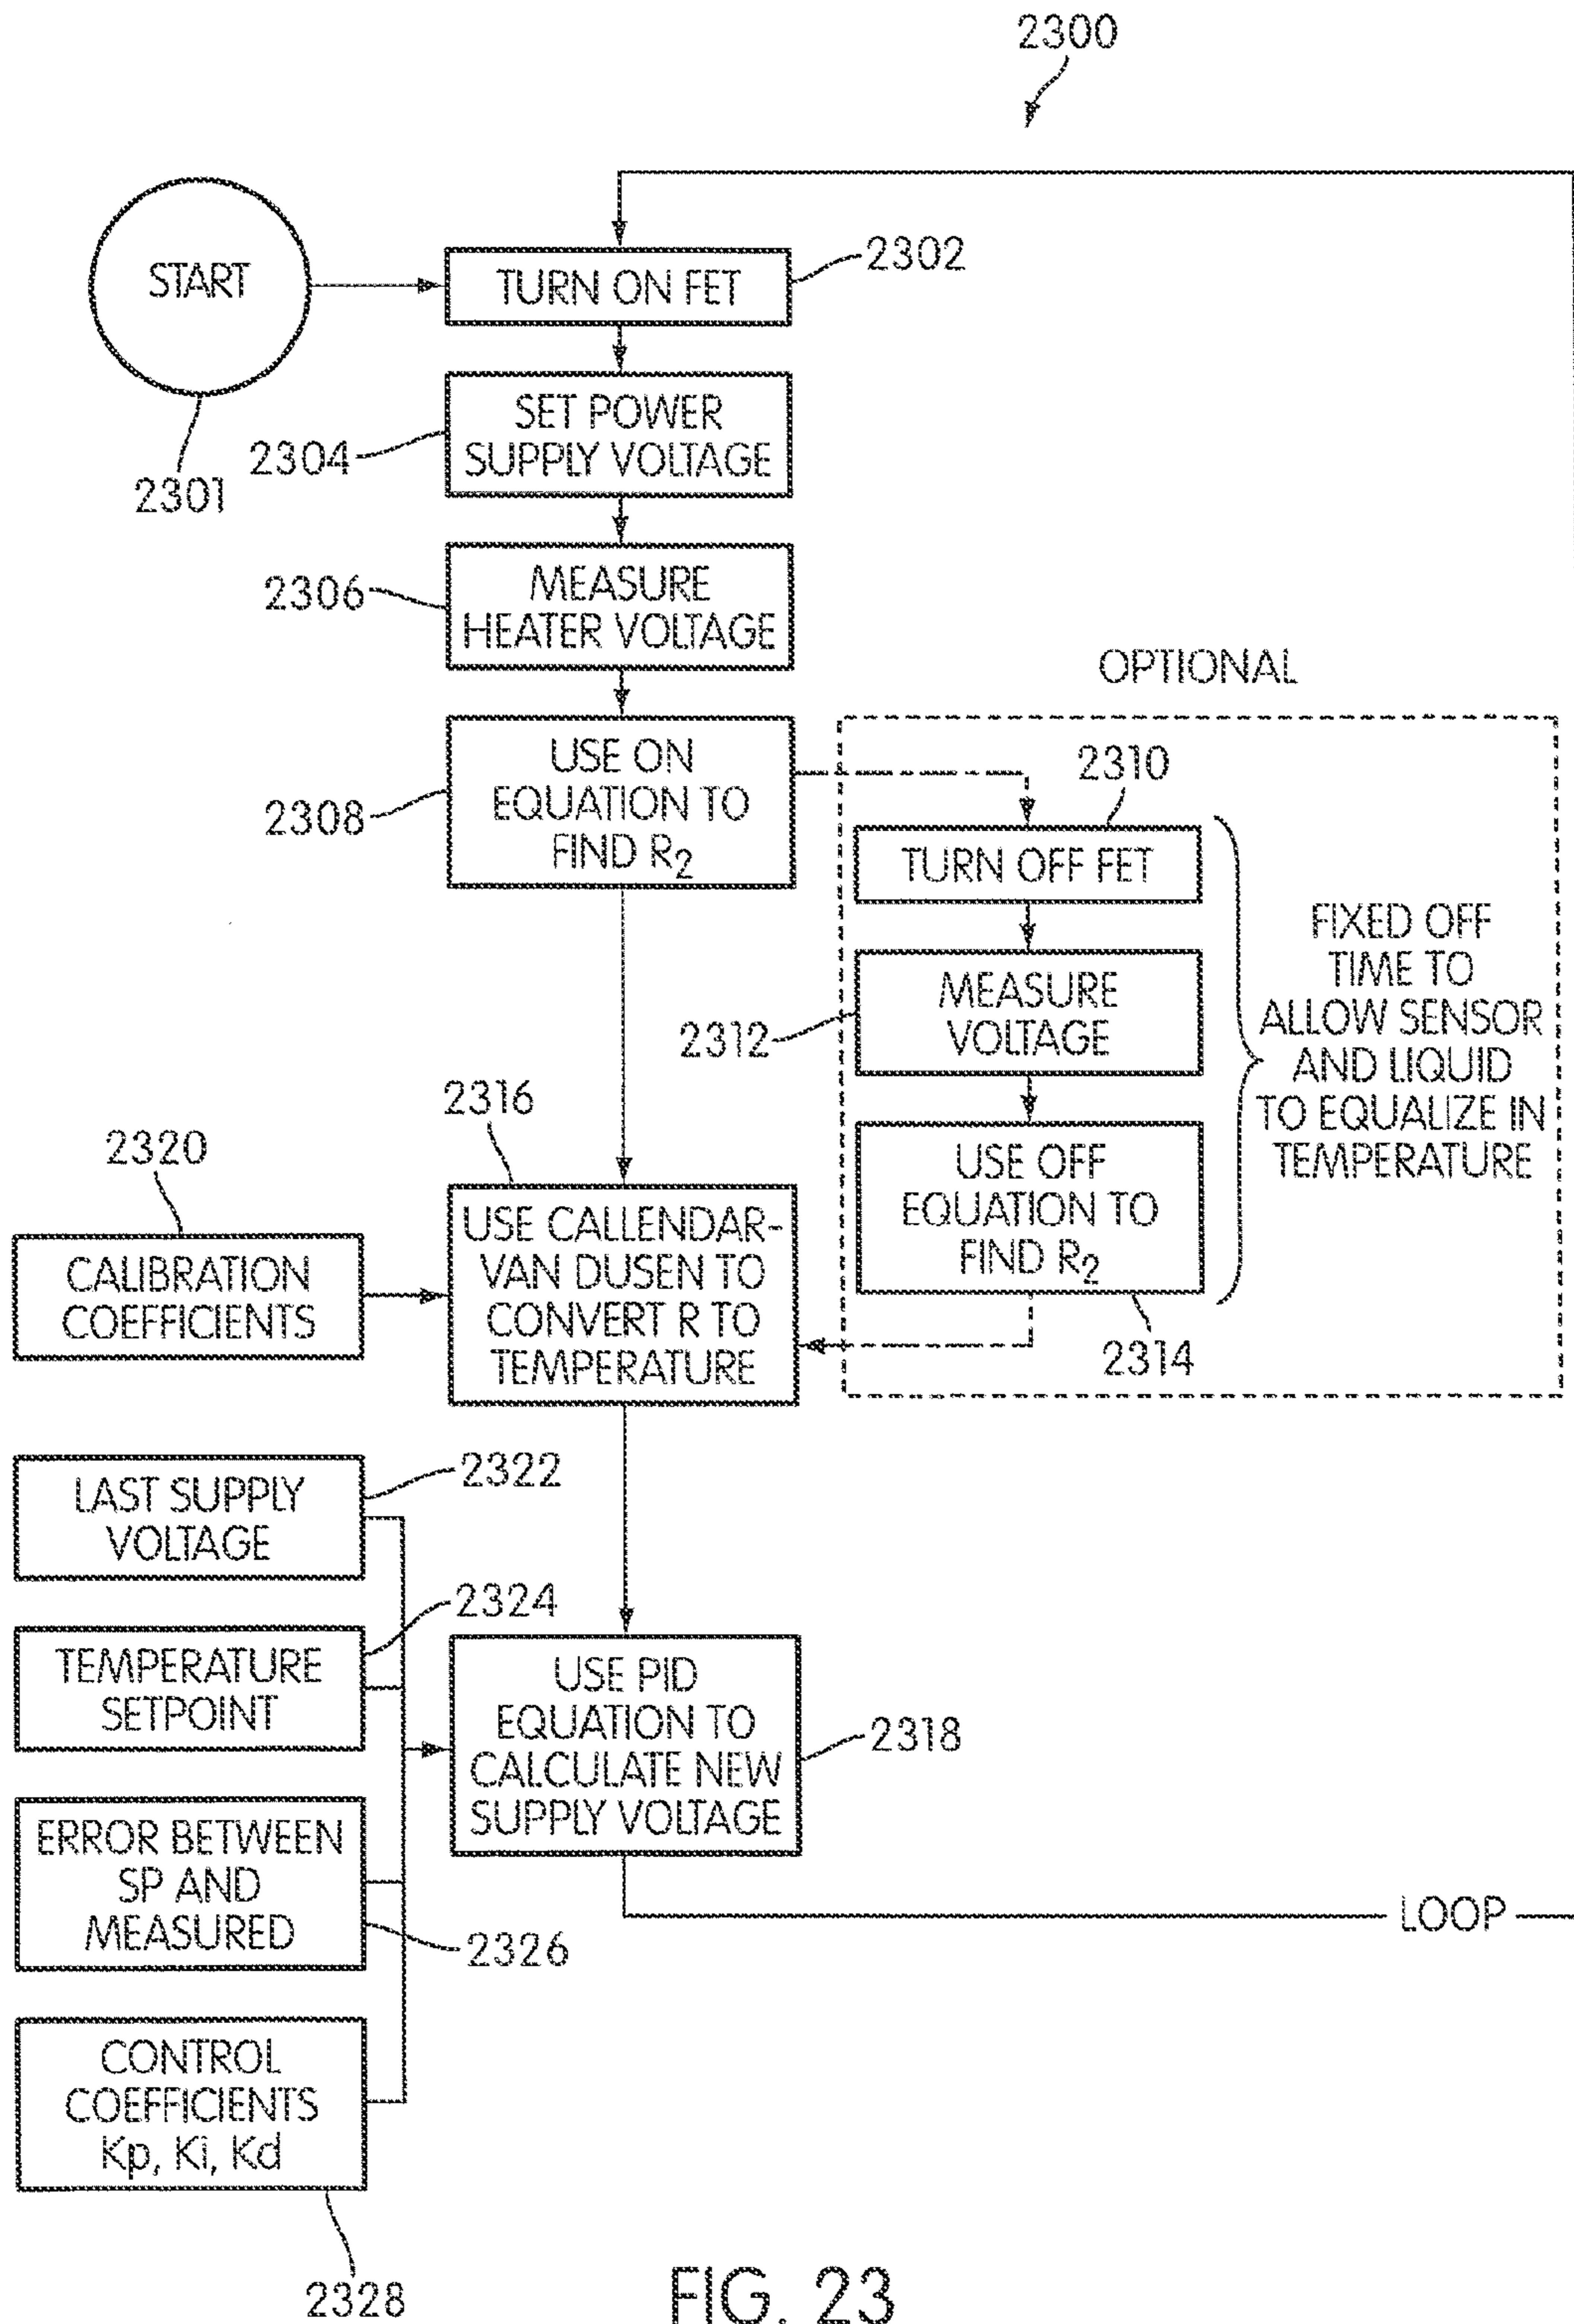 2300
START
2301
TURN ON FET
2302
SET POWER
SUPPLY VOLTAGE
2304
MEASURE
HEATER VOLTAGE
2306
USE ON
EQUATION TO
FIND R2
2308
OPTIONAL
2310
TURN OFF FET
MEASURE
VOLTAGE
2312
USE OFF
EQUATION TO
FIND R2
2314
FIXED OFF
TIME TO
ALLOW SENSOR
AND LIQUID
TO EQUALIZE IN
TEMPERATURE
2316
USE CALLENDAR-
VAN DUSEN TO
CONVERT R TO
TEMPERATURE
2320
CALIBRATION
COEFFICIENTS
LAST SUPPLY
VOLTAGE
2322
TEMPERATURE
SETPOINT
2324
ERROR BETWEEN
SP AND
MEASURED
2326
CONTROL
COEFFICIENTS
Kp, Ki, Kd
2328
USE PID
EQUATION TO
CALCULATE NEW
SUPPLY VOLTAGE
2318
LOOP
FIG. 23